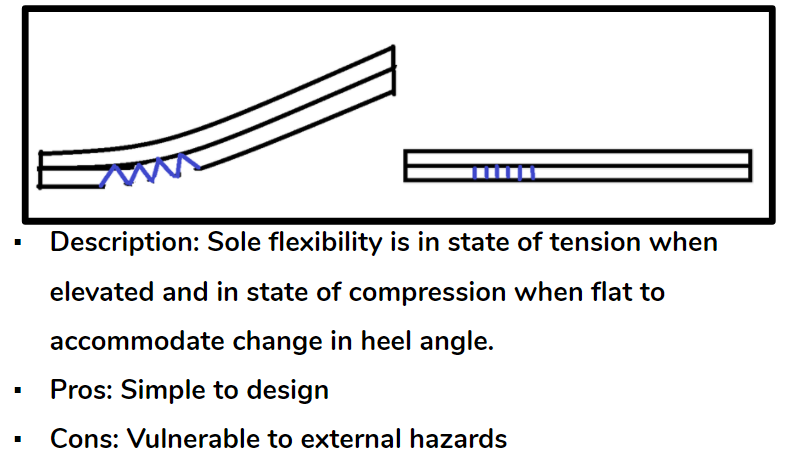 ▪ Description: Sole flexibility is in state of tension when
elevated and in state of compression when flat to
accommodate change in heel angle.
▪ Pros: Simple to design
▪ Cons: Vulnerable to external hazards